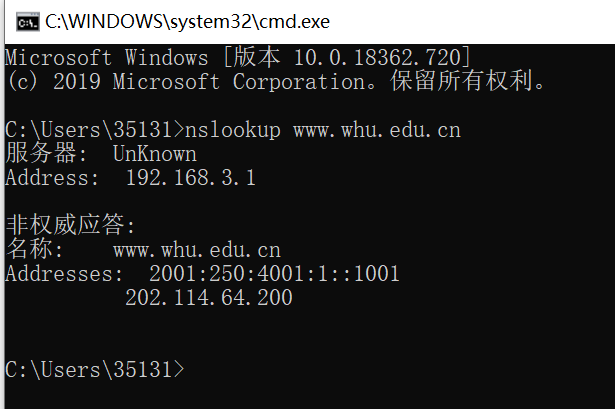 C:\WINDOWS\system32\cmd.exe
Microsoft Windows [版本 10.0.18362.720]
(c) 2019 Microsoft Corporation。保留所有权利。
C:\Users\35131>nslookup www.whu.edu.cn
服务器:  UnKnown
Address:  192.168.3.1
非权威应答:
名称:    www.whu.edu.cn
Addresses:  2001:250:4001:1::1001
          202.114.64.200
C:\Users\35131>